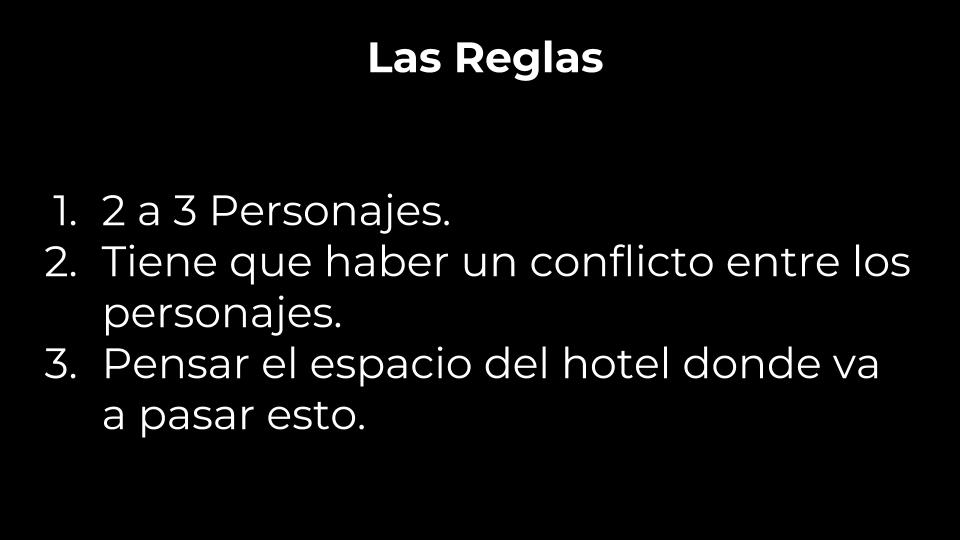 Las Reglas
1. 2 a 3 Personajes.
2. Tiene que haber un conflicto entre los
personajes.
3. Pensar el espacio del hotel donde va
a pasar esto.